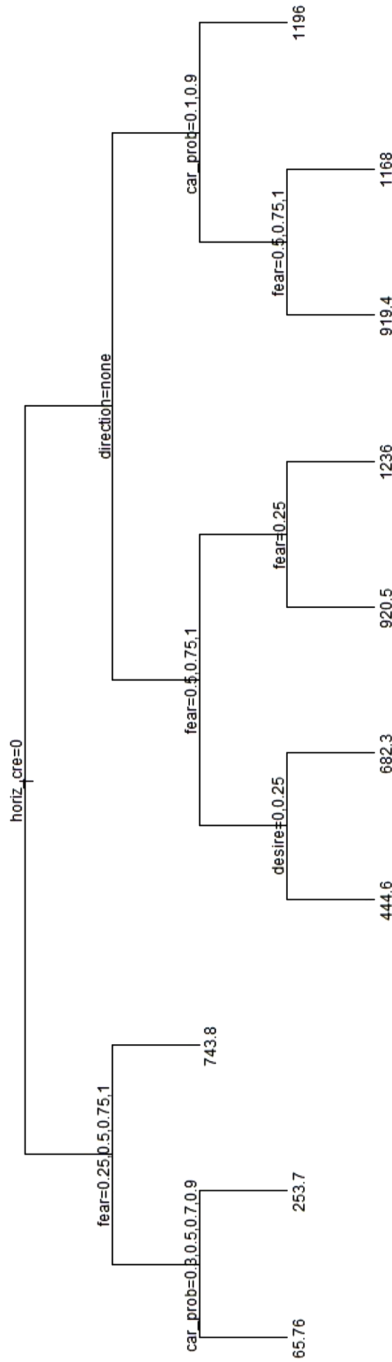 horiz_cre=0
fear=0.25,0.5,0.75,1
direction=none
car_prob=0.3,0.5,0.7,0.9
743.8
fear=0.5,0.75,1
car_prob=0.1,0.9
65.76
253.7
desire=0,0.25
fear=0.25
fear=0.5,0.75,1
1196
444.6
682.3
920.5
1236
919.4
1168